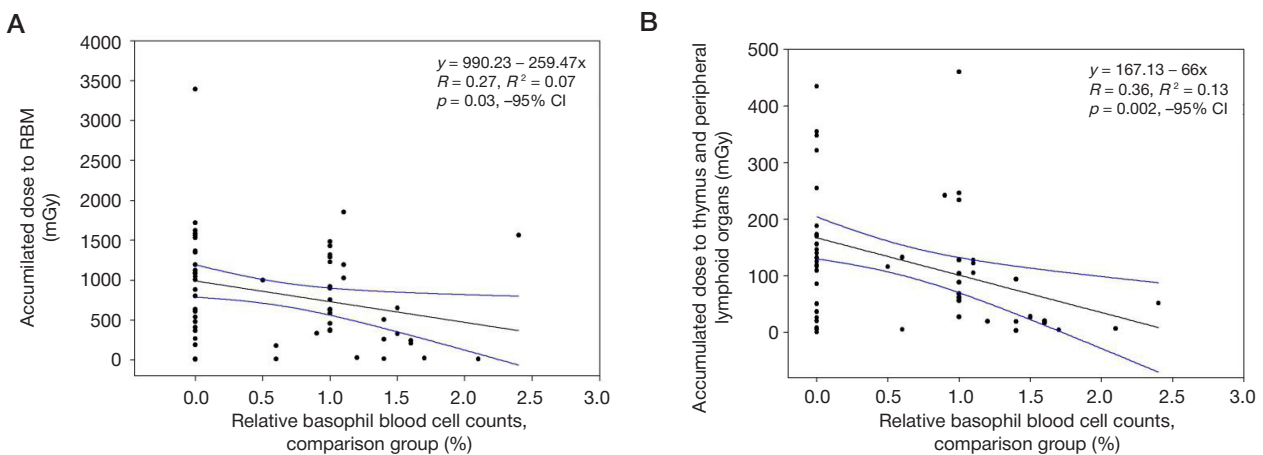 A
Accumilated dose to RBM
(mGy)
4000
3500
3000
2500
2000
1500
1000
500
0
y = 990.23 – 259.47x
R = 0.27, R² = 0.07
p = 0.03, –95% CI
0.0 0.5 1.0 1.5 2.0 2.5 3.0
Relative basophil blood cell counts,
comparison group (%)
B
Accumulated dose to thymus and peripheral
lymphoid organs (mGy)
500
400
300
200
100
0
y = 167.13 – 66x
R = 0.36, R² = 0.13
p = 0.002, –95% CI
0.0 0.5 1.0 1.5 2.0 2.5 3.0
Relative basophil blood cell counts,
comparison group (%)